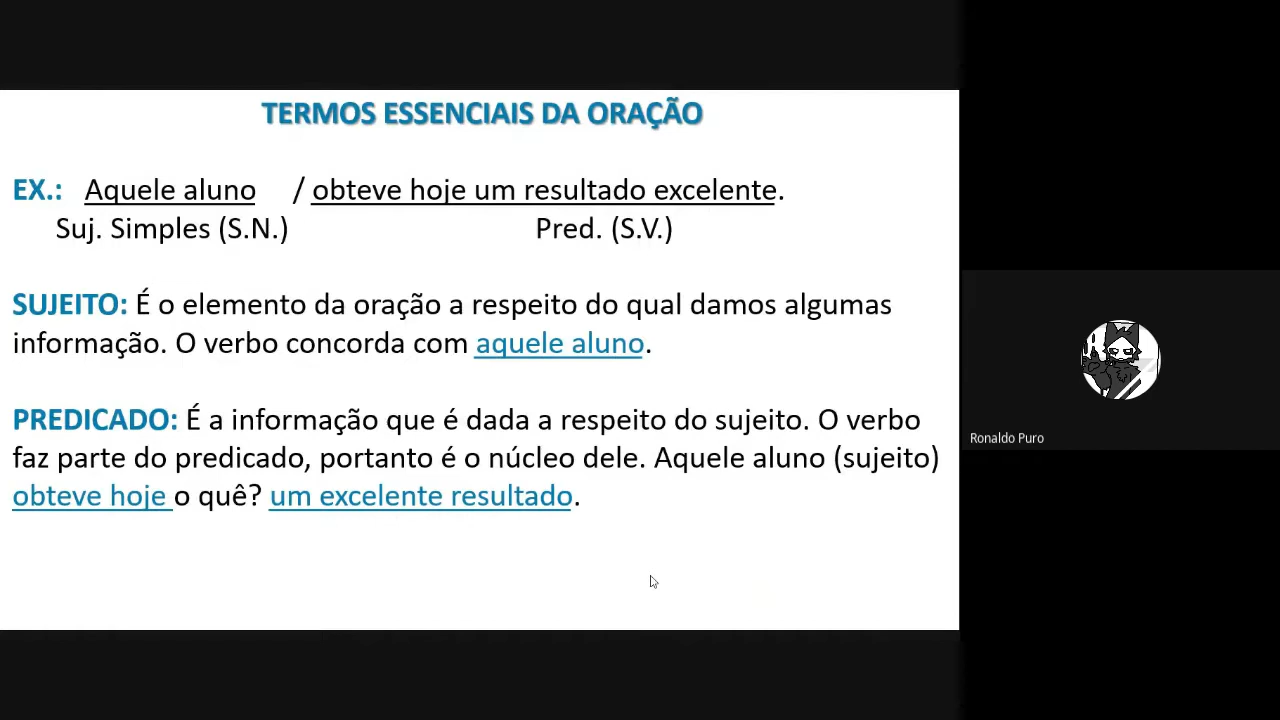 TERMOS ESSENCIAIS DA ORAÇÃO
EX.: Aquele aluno / obteve hoje um resultado excelente.
Suj. Simples (S.N.) Pred. (S.V.)
SUJEITO: É o elemento da oração a respeito do qual damos algumas
informação. O verbo concorda com aquele aluno.
PREDICADO: É a informação que é dada a respeito do sujeito. O verbo
faz parte do predicado, portanto é o núcleo dele. Aquele aluno (sujeito)
obteve hoje o quê? um excelente resultado.
Ronaldo Puro